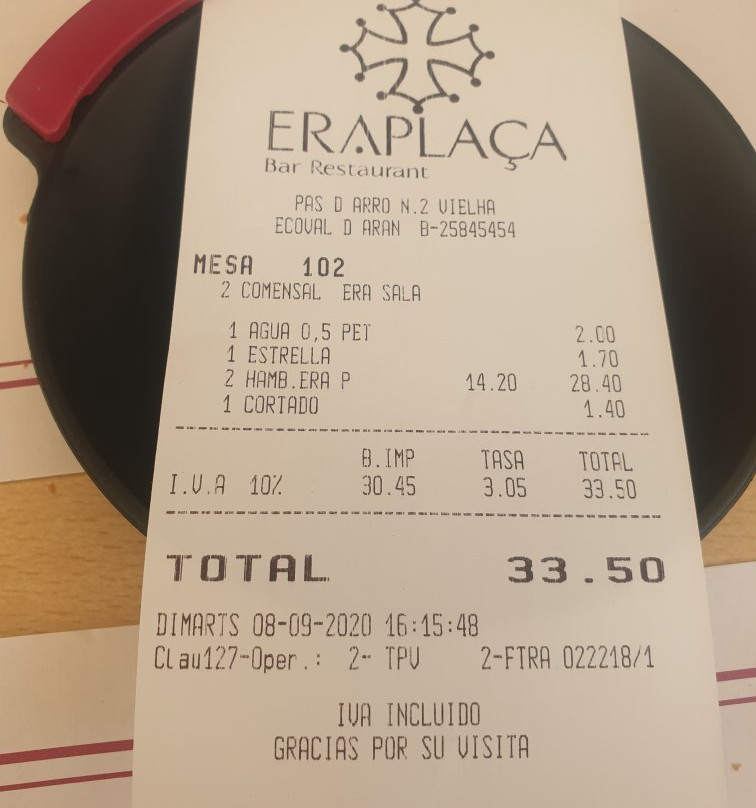 ERAPLAÇA
Bar Restaurant
PAS D ARRO N.2 VIELHA
ECOVAL D ARAN B-25845454
MESA 102
2 COMENSAL ERA SALA
1 AGUA 0,5 PET 2.00
1 ESTRELLA 1.70
2 HAMB.ERA P 14.20 28.40
1 CORTADO 1.40
B.IMP TASA TOTAL
I.V.A 10% 30.45 3.05 33.50
TOTAL 33.50
DIMARTS 08-09-2020 16:15:48
Clau127-Oper.: 2- TPV 2-FTRA 022218/1
IVA INCLUIDO
GRACIAS POR SU VISITA